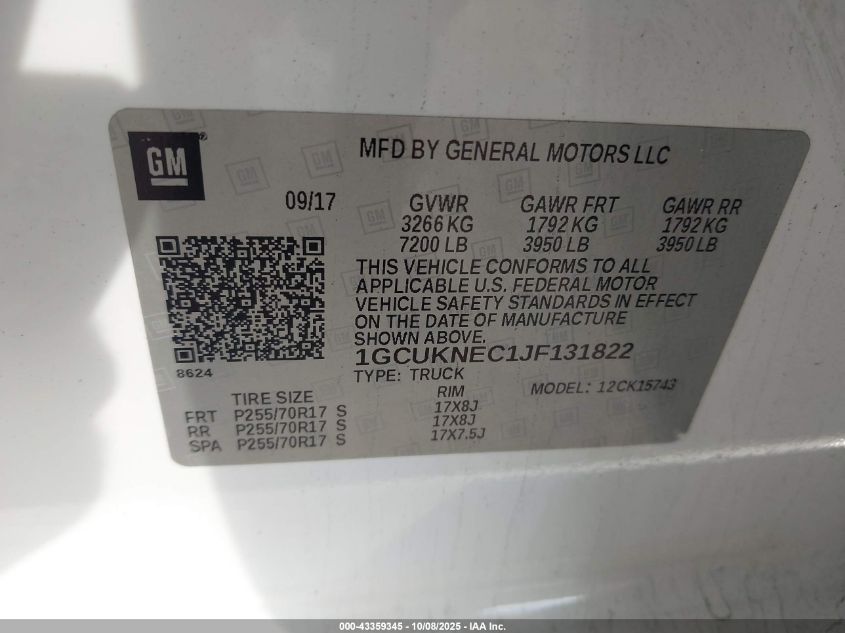 GM®
MFD BY GENERAL MOTORS LLC
09/17
GVWR GAWR FRT GAWR RR
3266 KG 1792 KG 1792 KG
7200 LB 3950 LB 3950 LB
THIS VEHICLE CONFORMS TO ALL
APPLICABLE U.S. FEDERAL MOTOR
VEHICLE SAFETY STANDARDS IN EFFECT
ON THE DATE OF MANUFACTURE
SHOWN ABOVE.
1GCUKNEC1JF131822
8624
TYPE: TRUCK
MODEL: 12CK15743
TIRE SIZE RIM
FRT P255/70R17 S 17X8J
RR P255/70R17 S 17X8J
SPA P255/70R17 S 17X7.5J
000-43359345 - 10/08/2025 - IAA Inc.